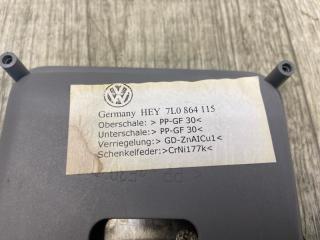 Germany HEY 7L0 864 115
Oberschale: > PP-GF 30<
Unterschale: > PP-GF 30<
Verriegelung: > GD-ZnAlCu1<
Schenkelfeder:>CrNi177k<